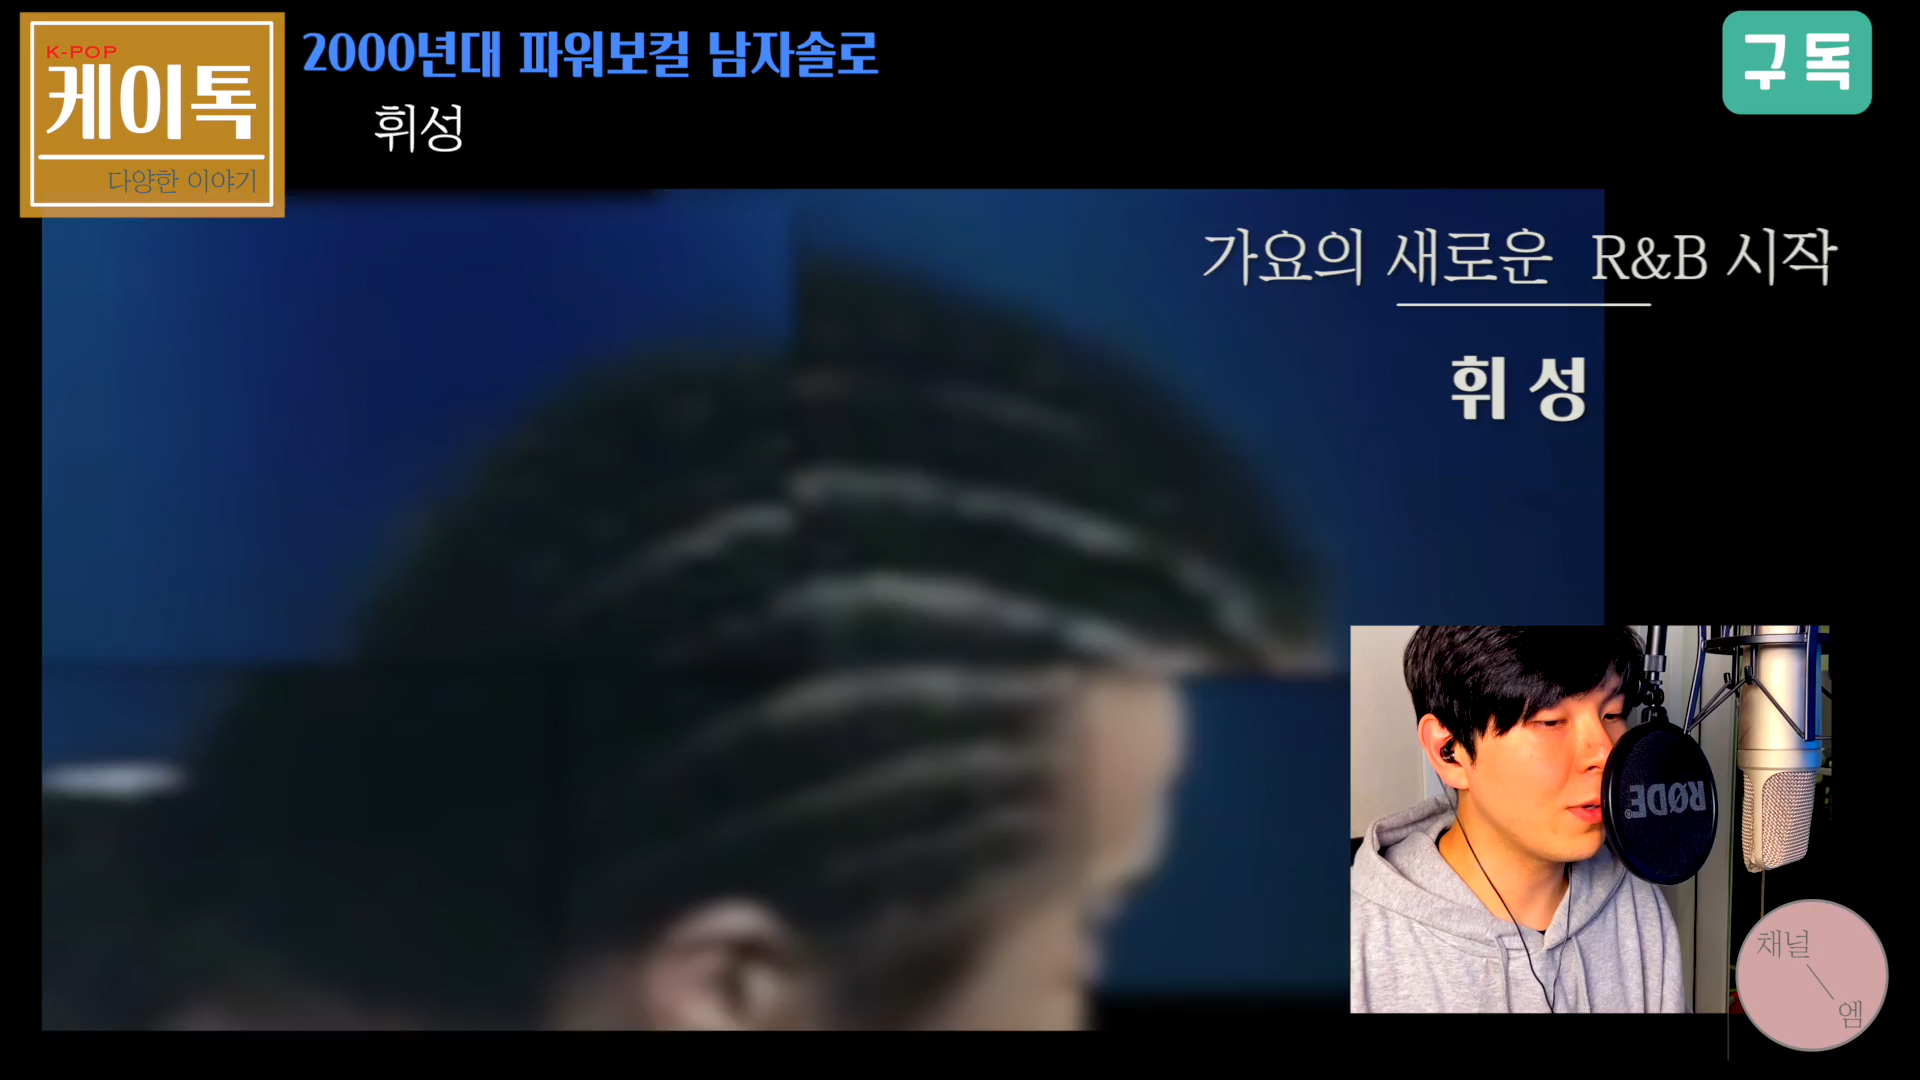 K-POP
케이톡
다양한 이야기
2000년대 파워보컬 남자솔로
휘성
구독
가요의 새로운 R&B 시작
휘성
RØDE
채널
엠